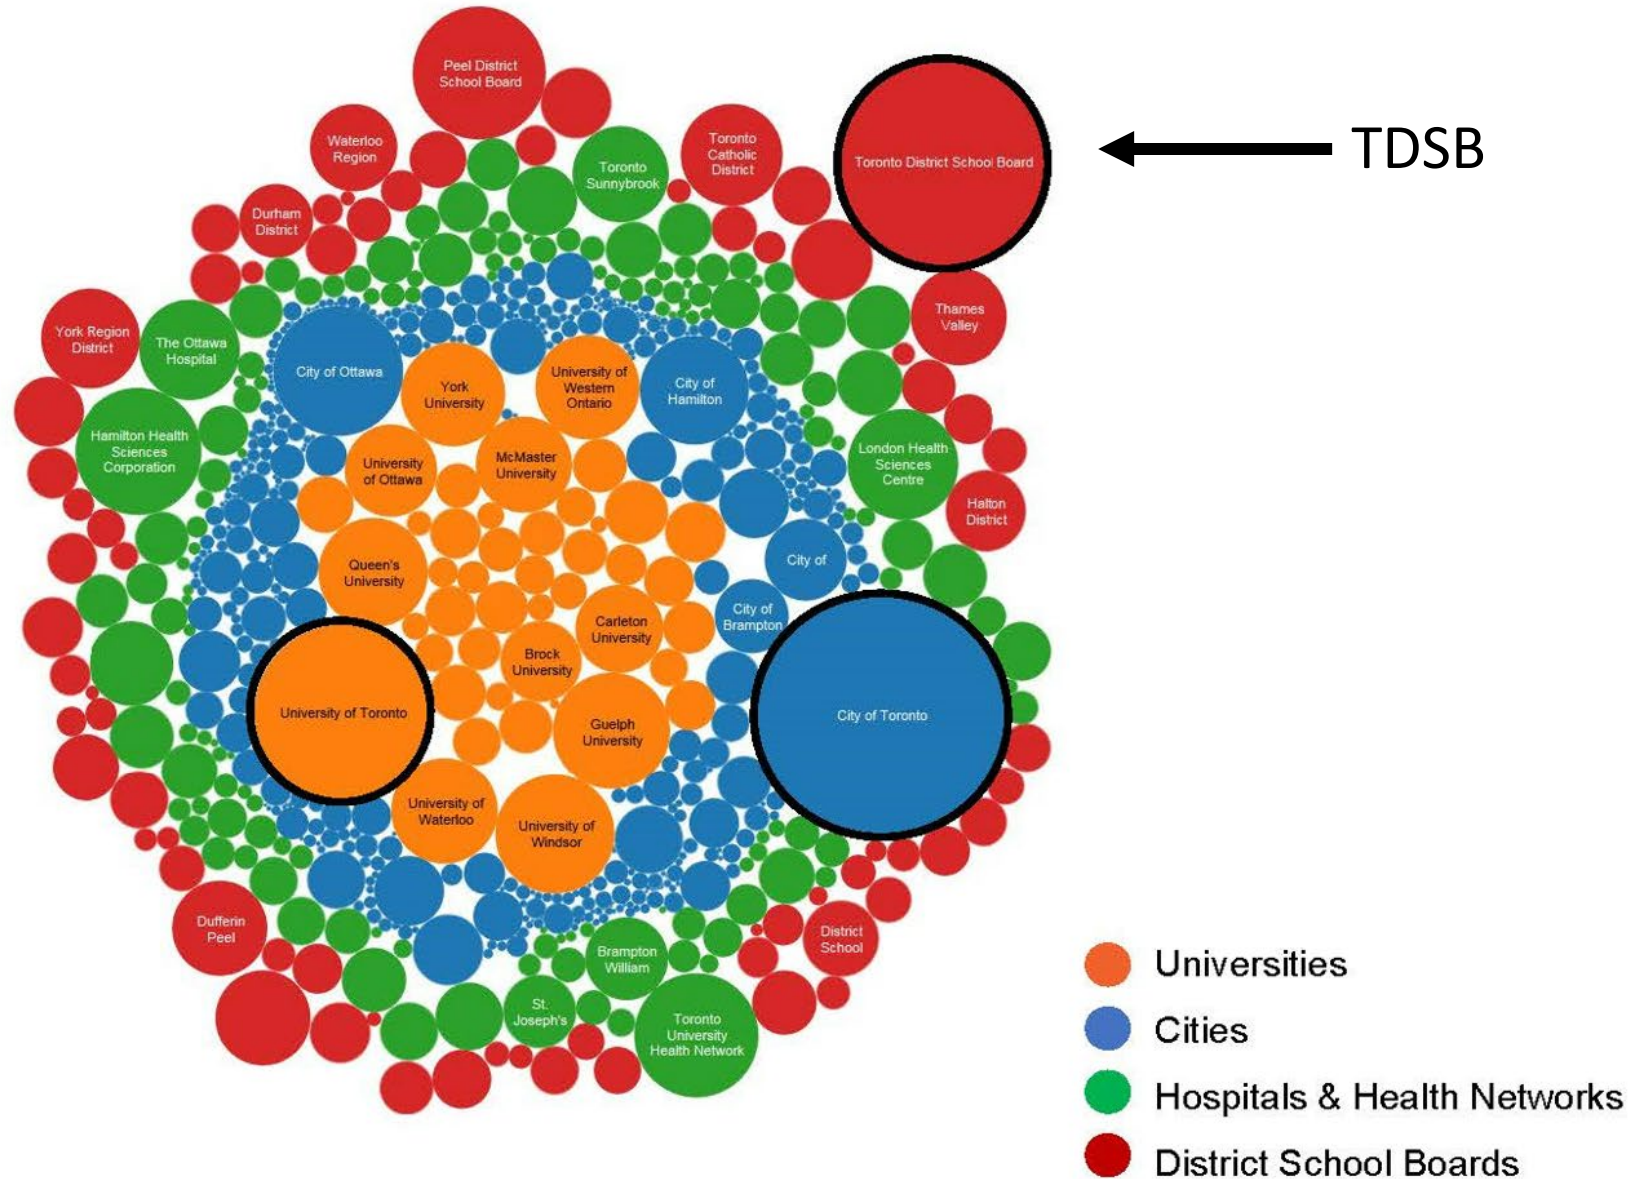 Peel District
School Board
Waterloo
Region
Toronto
Sunnybrook
Toronto
Catholic
District
Toronto District School Board
TDSB
Durham
District
York Region
District
The Ottawa
Hospital
Thames
Valley
City of Ottawa
York
University
University of
Western
Ontario
City of
Hamilton
Hamilton Health
Sciences
Corporation
University
of Ottawa
McMaster
University
London Health
Sciences
Centre
Halton
District
Queen's
University
City of
City of
Brampton
Carleton
University
Brock
University
University of Toronto
Guelph
University
City of Toronto
University of
Waterloo
University of
Windsor
Dufferin
Peel
Brampton
William
District
School
St.
Joseph's
Toronto
University
Health Network
Universities
Cities
Hospitals & Health Networks
District School Boards